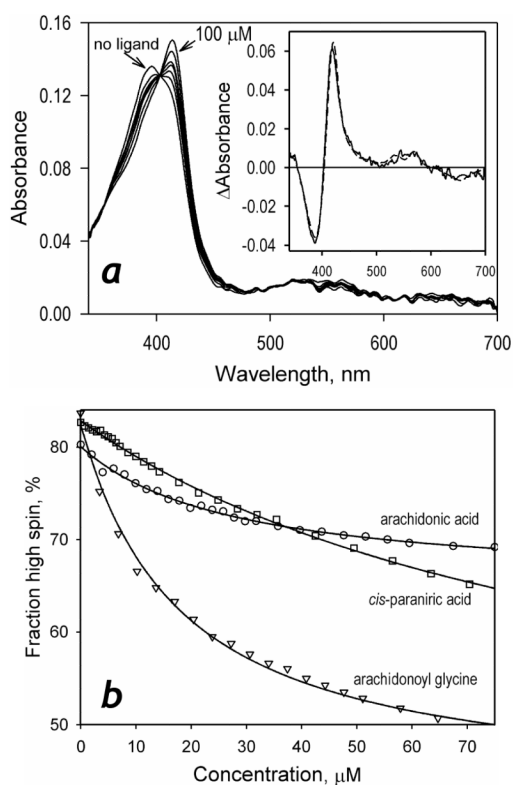 0.16
0.12
0.08
0.04
0.00
Absorbance
no ligand
100 μM
a
400
500
600
700
Wavelength, nm
0.06
0.04
0.02
0.00
-0.02
-0.04
ΔAbsorbance
400
500
600
700
80
70
60
50
Fraction high spin, %
arachidonic acid
cis-paraniric acid
arachidonoyl glycine
b
0
10
20
30
40
50
60
70
Concentration, μM